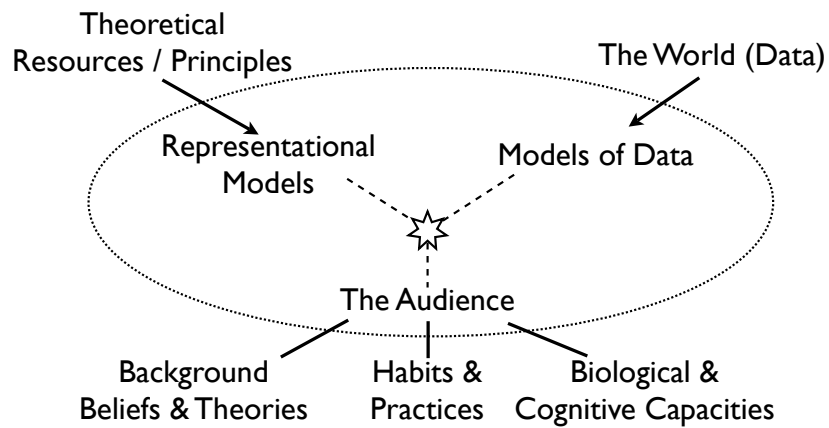 Theoretical
Resources / Principles
The World (Data)
Representational
Models
Models of Data
The Audience
Background
Beliefs & Theories
Habits &
Practices
Biological &
Cognitive Capacities